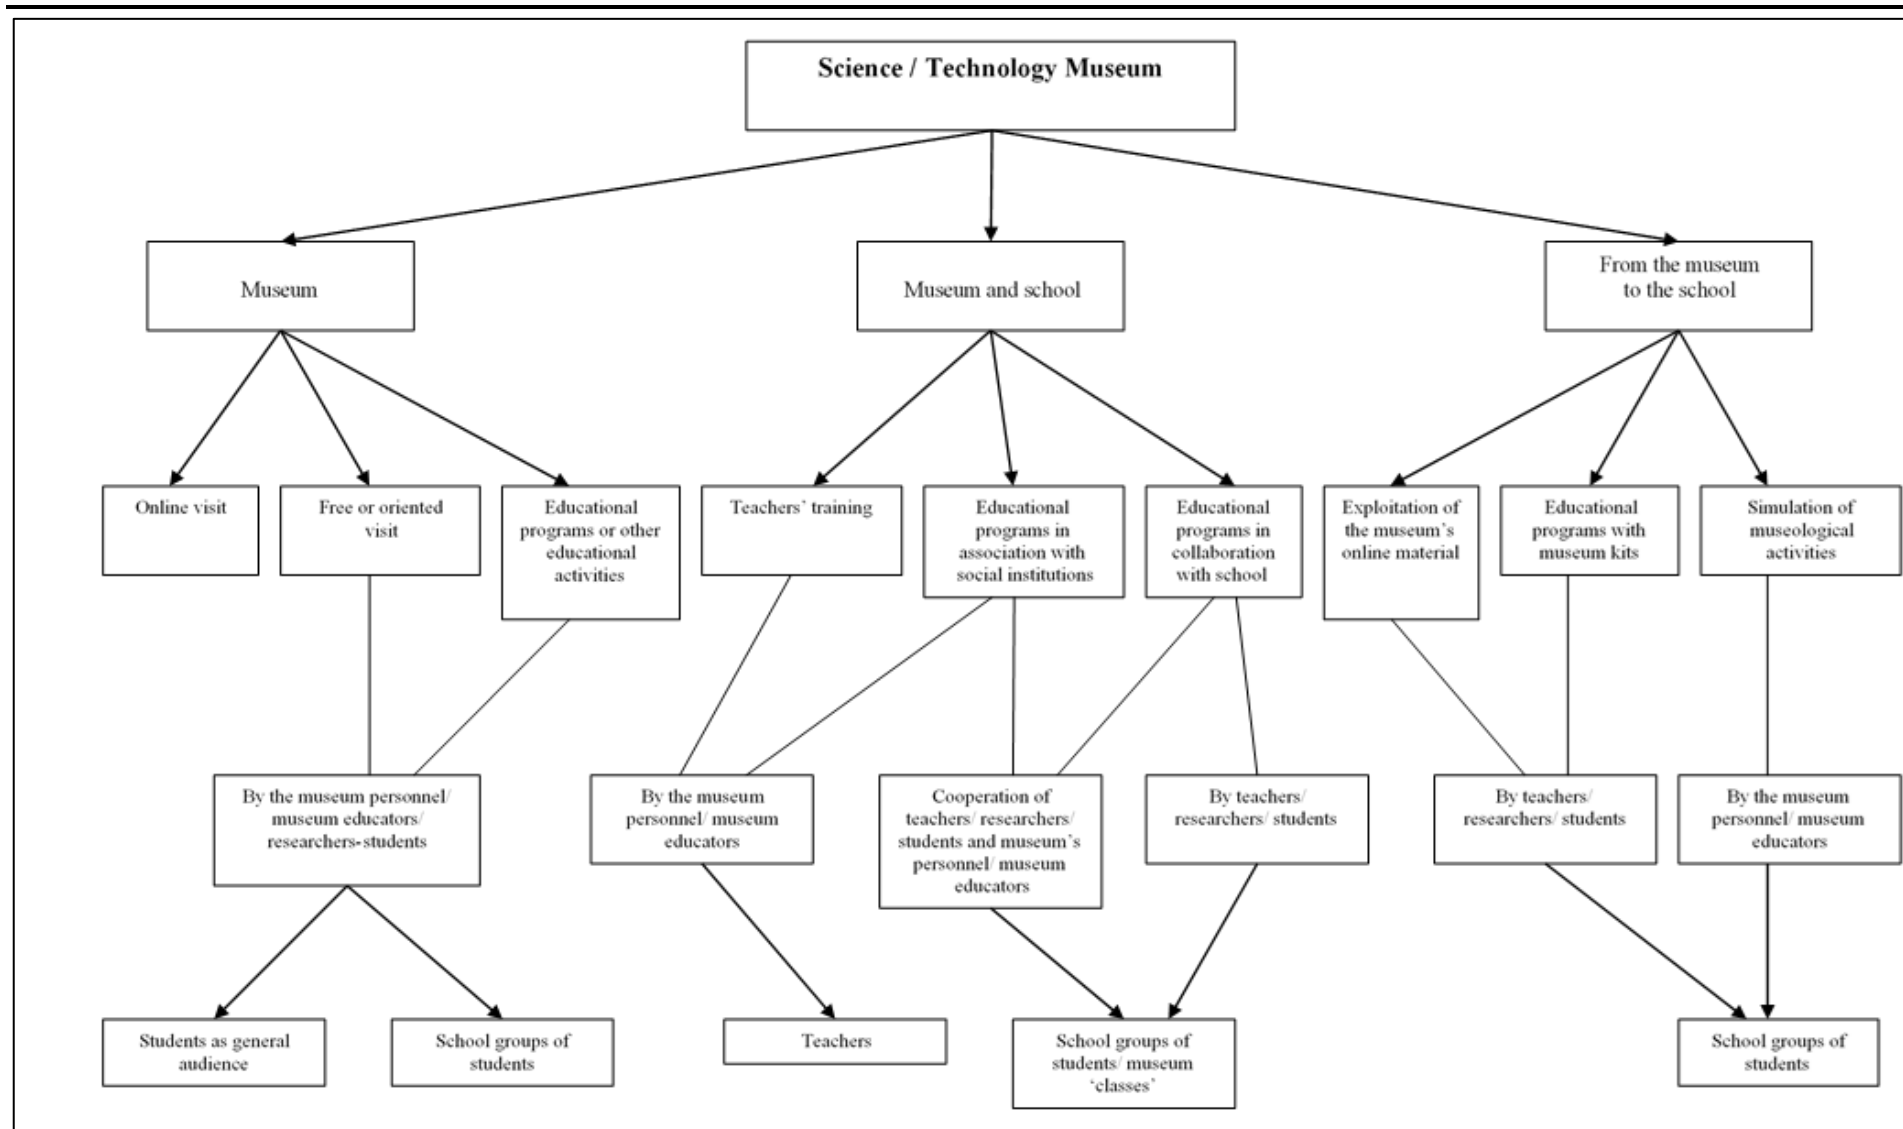 Science / Technology Museum
Museum
Museum and school
From the museum
to the school
Online visit
Free or oriented
visit
Educational
programs or other
educational
activities
Teachers’ training
Educational
programs in
association with
social institutions
Educational
programs in
collaboration
with school
Exploitation of
the museum’s
online material
Educational
programs with
museum kits
Simulation of
museological
activities
By the museum personnel/
museum educators/
researchers-students
By the museum
personnel/ museum
educators
Cooperation of
teachers/ researchers/
students and museum’s
personnel/ museum
educators
By teachers/
researchers/ students
By teachers/
researchers/ students
By the museum
personnel/ museum
educators
Students as general
audience
School groups of
students
Teachers
School groups of
students/ museum
‘classes’
School groups of
students